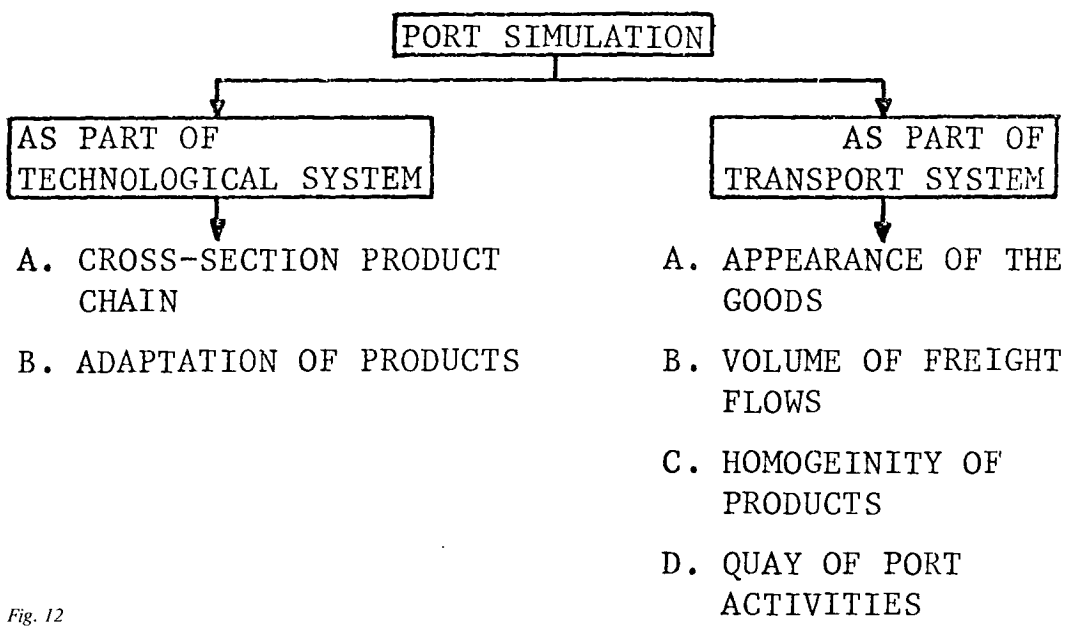 PORT SIMULATION
AS PART OF
TECHNOLOGICAL SYSTEM
A. CROSS-SECTION PRODUCT
CHAIN
B. ADAPTATION OF PRODUCTS
AS PART OF
TRANSPORT SYSTEM
A. APPEARANCE OF THE
GOODS
B. VOLUME OF FREIGHT
FLOWS
C. HOMOGEINITY OF
PRODUCTS
D. QUAY OF PORT
ACTIVITIES
Fig. 12